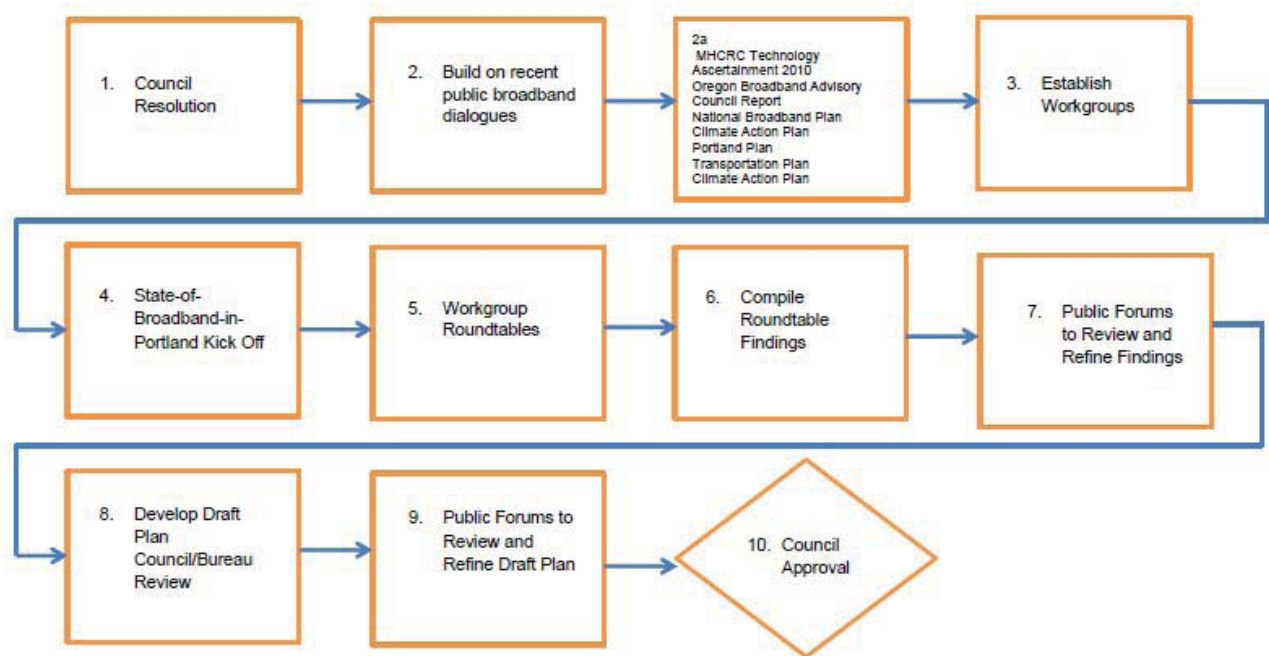 1. Council
Resolution
2. Build on recent
public broadband
dialogues
2a
MHCRC Technology
Ascertainment 2010
Oregon Broadband Advisory
Council Report
National Broadband Plan
Climate Action Plan
Portland Plan
Transportation Plan
Climate Action Plan
3. Establish
Workgroups
4. State-of-
Broadband-in-
Portland Kick Off
5. Workgroup
Roundtables
6. Compile
Roundtable
Findings
7. Public Forums
to Review and
Refine Findings
8. Develop Draft
Plan
Council/Bureau
Review
9. Public Forums to
Review and
Refine Draft Plan
10. Council
Approval